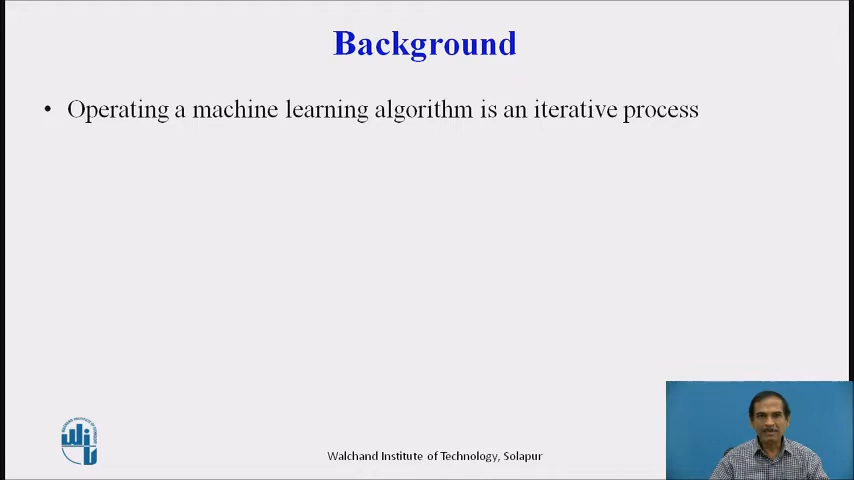 Background
• Operating a machine learning algorithm is an iterative process
Walchand Institute of Technology, Solapur